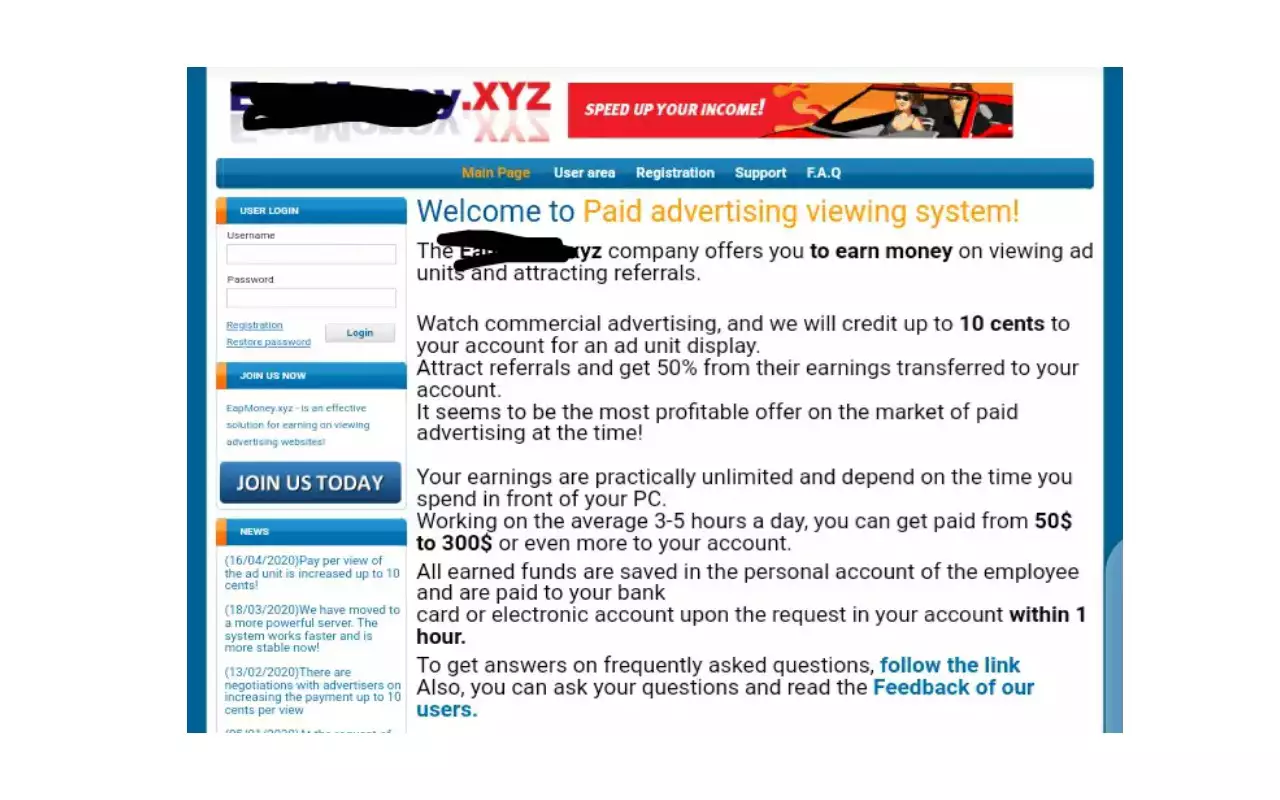 .XYZ
SPEED UP YOUR INCOME!
Main Page User area Registration Support F.A.Q
USER LOGIN
Username
Password
Registration
Restore password
Login
JOIN US NOW
EapMoney.xyz - is an effective
solution for earning on viewing
advertising websites!
JOIN US TODAY
NEWS
(16/04/2020)Pay per view of
the ad unit is increased up to 10
cents!
(18/03/2020)We have moved to
a more powerful server. The
system works faster and is
more stable now!
(13/02/2020)There are
negotiations with advertisers on
increasing the payment up to 10
cents per view
Welcome to Paid advertising viewing system!
The xyz company offers you to earn money on viewing ad
units and attracting referrals.
Watch commercial advertising, and we will credit up to 10 cents to
your account for an ad unit display.
Attract referrals and get 50% from their earnings transferred to your
account.
It seems to be the most profitable offer on the market of paid
advertising at the time!
Your earnings are practically unlimited and depend on the time you
spend in front of your PC.
Working on the average 3-5 hours a day, you can get paid from 50$
to 300$ or even more to your account.
All earned funds are saved in the personal account of the employee
and are paid to your bank
card or electronic account upon the request in your account within 1
hour.
To get answers on frequently asked questions, follow the link
Also, you can ask your questions and read the Feedback of our
users.